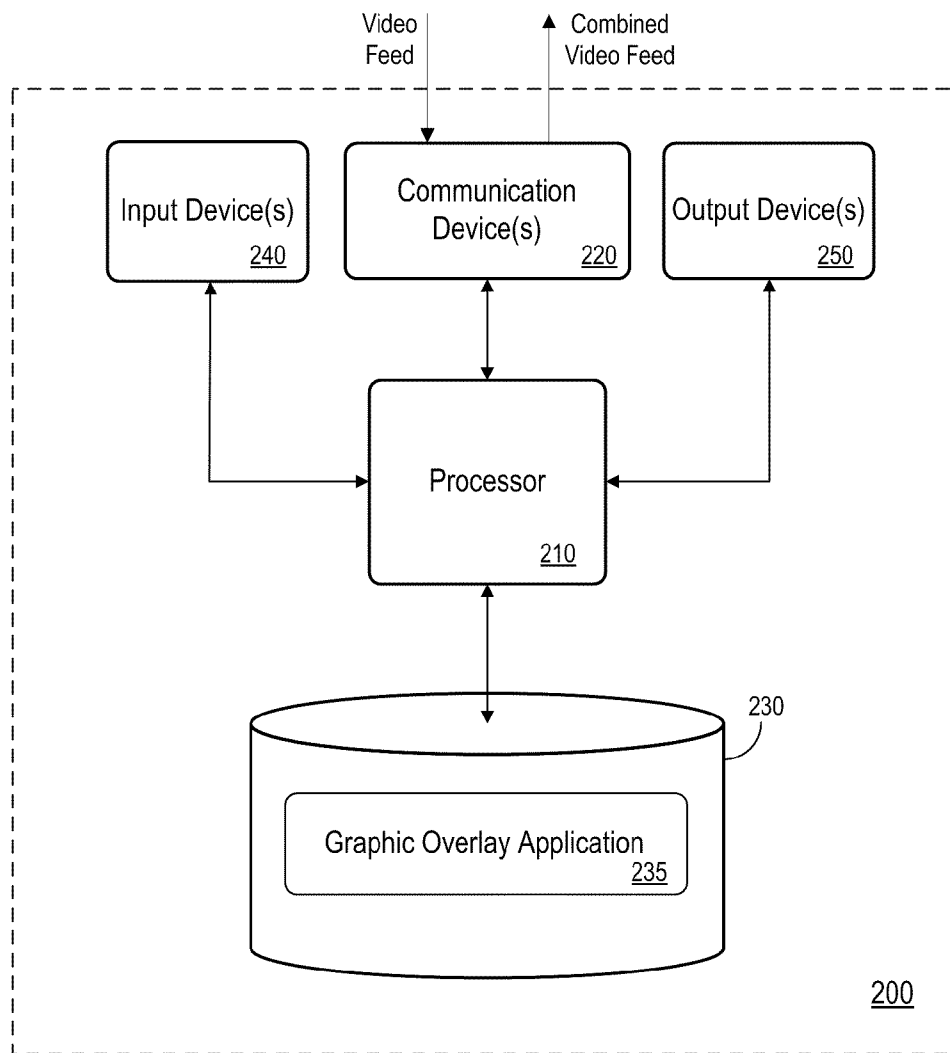 Video
Feed
Combined
Video Feed
Input Device(s)
240
Communication
Device(s)
220
Output Device(s)
250
Processor
210
230
Graphic Overlay Application
235
200